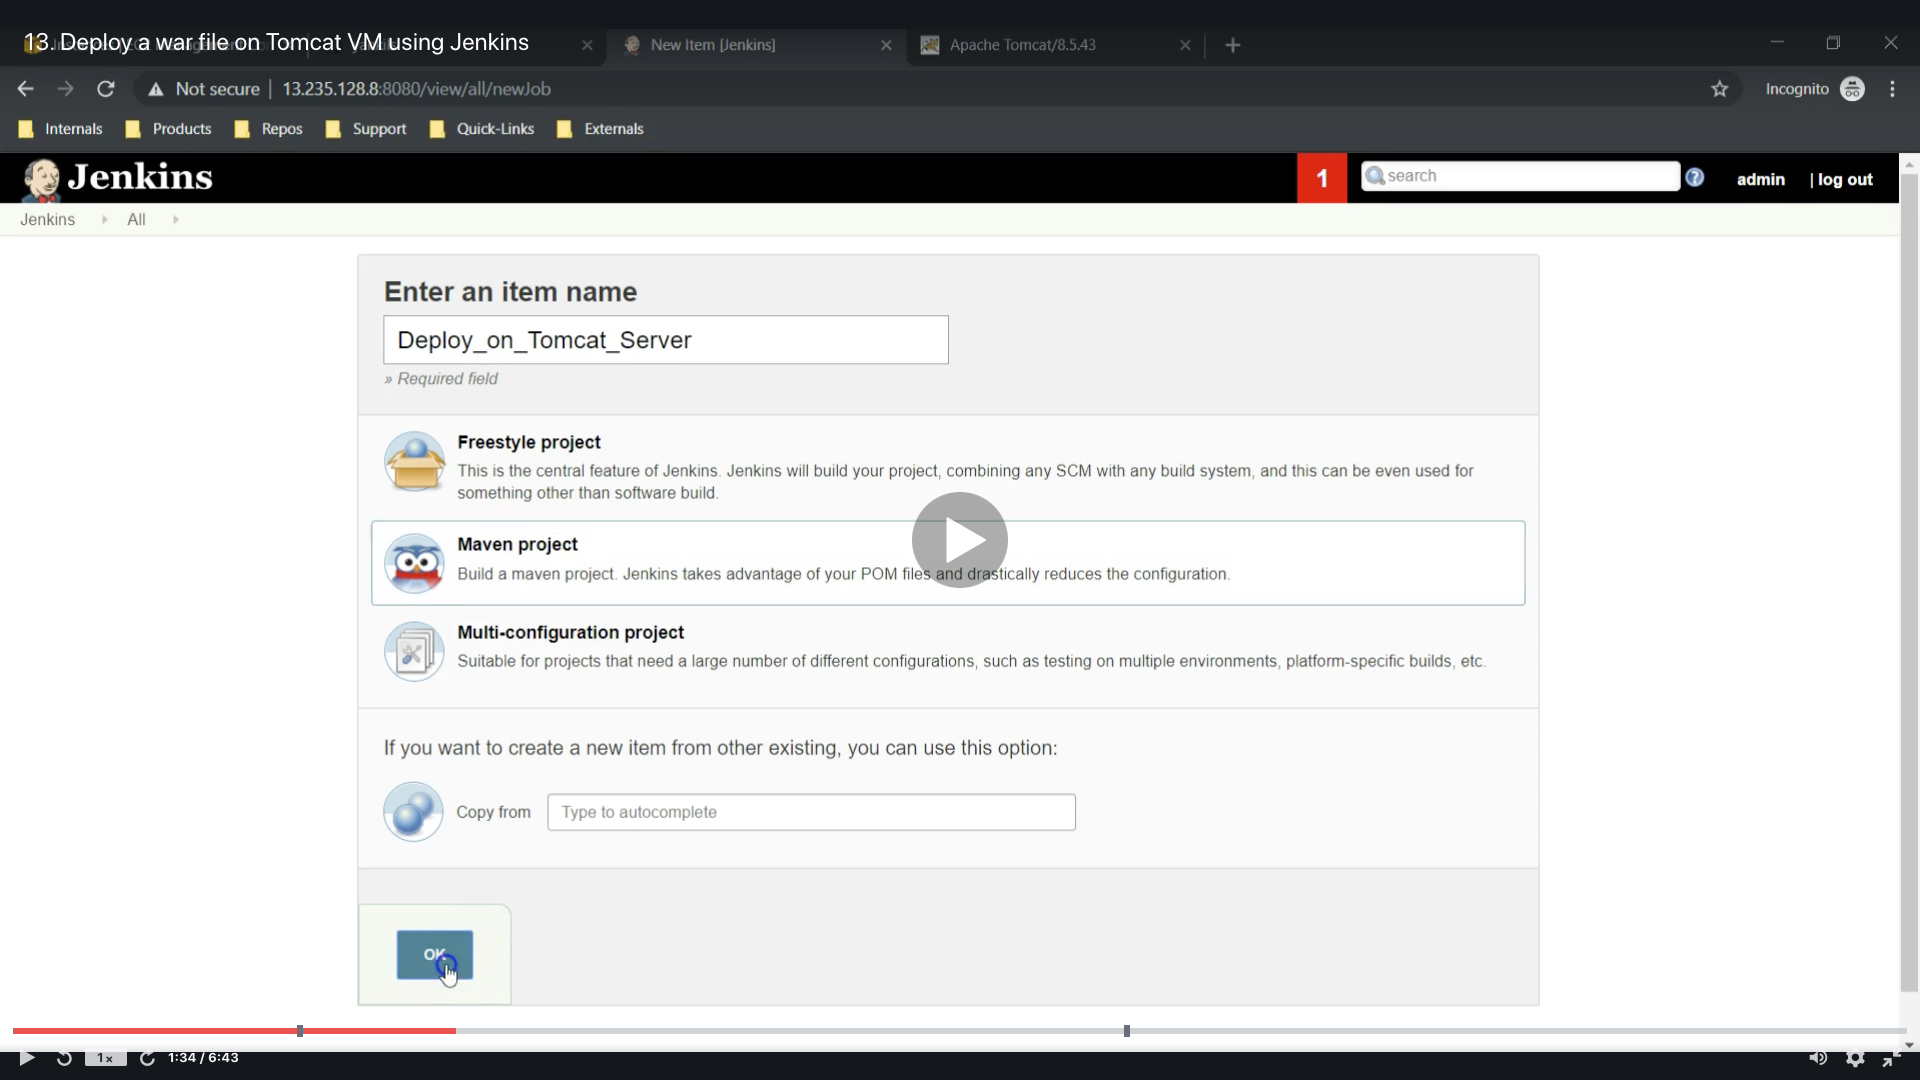 13. Deploy a war file on Tomcat VM using Jenkins
New Item [Jenkins]
Apache Tomcat/8.5.43
Not secure | 13.235.128.8:8080/view/all/newJob
Incognito
Internals
Products
Repos
Support
Quick-Links
Externals
Jenkins
1
search
admin
| log out
Jenkins
All
Enter an item name
Deploy_on_Tomcat_Server
» Required field
Freestyle project
This is the central feature of Jenkins. Jenkins will build your project, combining any SCM with any build system, and this can be even used for
something other than software build.
Maven project
Build a maven project. Jenkins takes advantage of your POM files and drastically reduces the configuration.
Multi-configuration project
Suitable for projects that need a large number of different configurations, such as testing on multiple environments, platform-specific builds, etc.
If you want to create a new item from other existing, you can use this option:
Copy from
Type to autocomplete
OK
5
1x
1:34 / 6:43